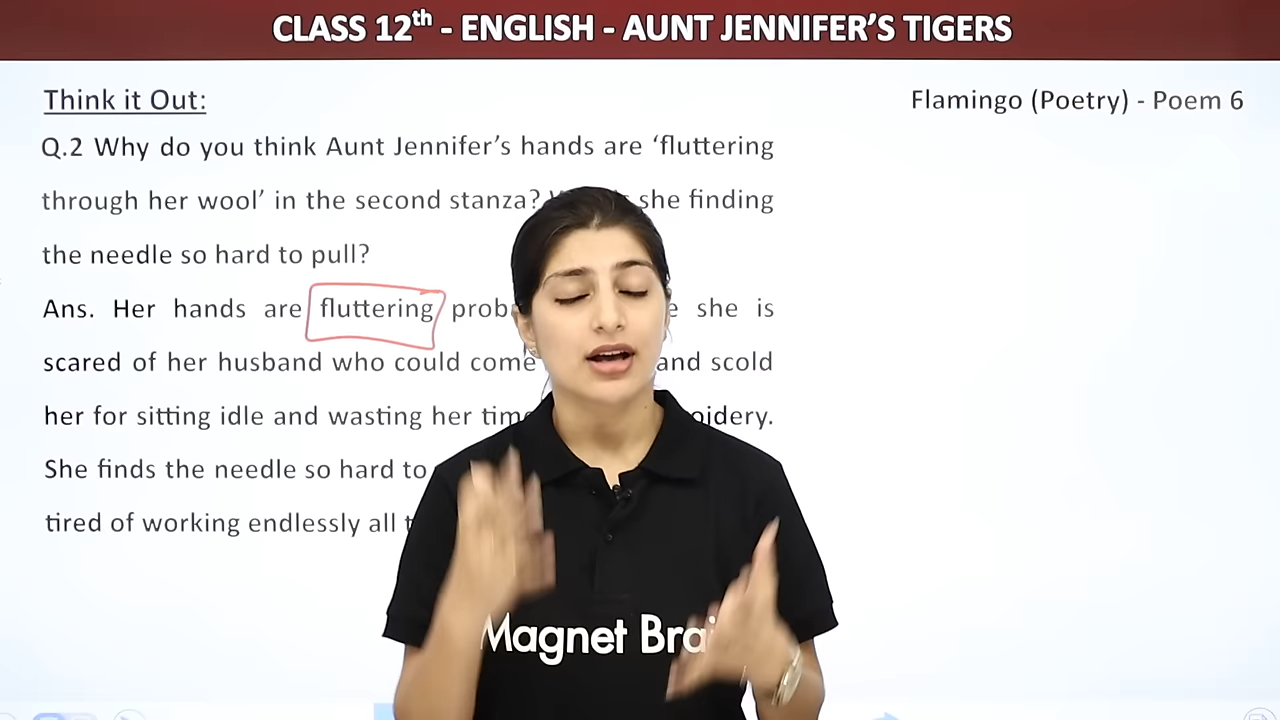 CLASS 12th - ENGLISH - AUNT JENNIFER'S TIGERS
Think it Out:
Flamingo (Poetry) - Poem 6
Q.2 Why do you think Aunt Jennifer's hands are 'fluttering
through her wool' in the second stanza? she finding
the needle so hard to pull?
Ans. Her hands are fluttering she is
scared of her husband who could come and scold
her for sitting idle and wasting her
She finds the needle so hard to
tired of working endlessly all
Magnet